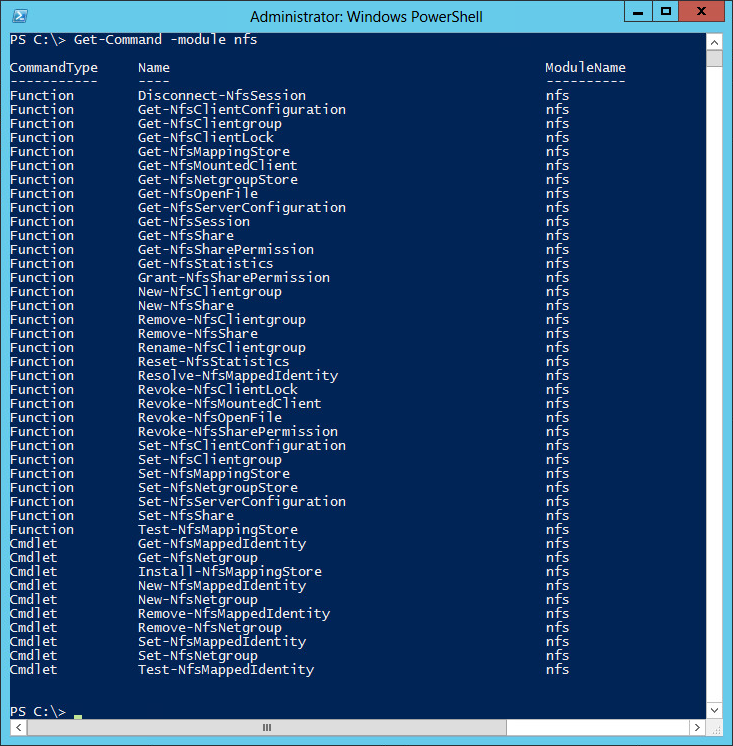 Administrator: Windows PowerShell
PS C:\> Get-Command -module nfs
CommandType     Name                                               ModuleName
-----------     ----                                               ----------
Function        Disconnect-NfsSession                              nfs
Function        Get-NfsClientConfiguration                         nfs
Function        Get-NfsClientgroup                                 nfs
Function        Get-NfsClientLock                                  nfs
Function        Get-NfsMappingStore                                nfs
Function        Get-NfsMountedClient                               nfs
Function        Get-NfsNetgroupStore                               nfs
Function        Get-NfsOpenFile                                    nfs
Function        Get-NfsServerConfiguration                         nfs
Function        Get-NfsSession                                     nfs
Function        Get-NfsShare                                       nfs
Function        Get-NfsSharePermission                             nfs
Function        Get-NfsStatistics                                  nfs
Function        Grant-NfsSharePermission                           nfs
Function        New-NfsClientgroup                                 nfs
Function        New-NfsShare                                       nfs
Function        Remove-NfsClientgroup                              nfs
Function        Remove-NfsShare                                    nfs
Function        Rename-NfsClientgroup                              nfs
Function        Reset-NfsStatistics                                nfs
Function        Resolve-NfsMappedIdentity                          nfs
Function        Revoke-NfsClientLock                               nfs
Function        Revoke-NfsMountedClient                            nfs
Function        Revoke-NfsOpenFile                                 nfs
Function        Revoke-NfsSharePermission                          nfs
Function        Set-NfsClientConfiguration                         nfs
Function        Set-NfsClientgroup                                 nfs
Function        Set-NfsMappingStore                                nfs
Function        Set-NfsNetgroupStore                               nfs
Function        Set-NfsServerConfiguration                         nfs
Function        Set-NfsShare                                       nfs
Function        Test-NfsMappingStore                               nfs
Cmdlet          Get-NfsMappedIdentity                              nfs
Cmdlet          Get-NfsNetgroup                                    nfs
Cmdlet          Install-NfsMappingStore                            nfs
Cmdlet          New-NfsMappedIdentity                              nfs
Cmdlet          New-NfsNetgroup                                    nfs
Cmdlet          Remove-NfsMappedIdentity                           nfs
Cmdlet          Remove-NfsNetgroup                                 nfs
Cmdlet          Set-NfsMappedIdentity                              nfs
Cmdlet          Set-NfsNetgroup                                    nfs
Cmdlet          Test-NfsMappedIdentity                             nfs
PS C:\>